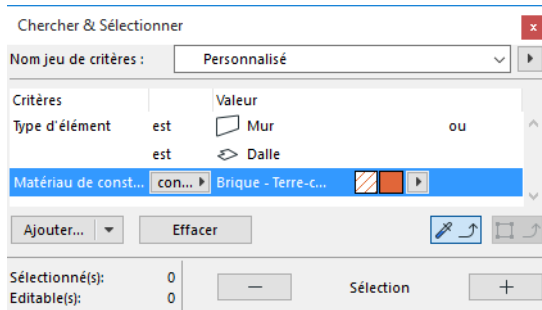 Chercher & Sélectionner
x
Nom jeu de critères : Personnalisé
Critères Valeur
Type d'élément est Mur ou
est Dalle
Matériau de const... con... Brique - Terre-c...
Ajouter... Effacer
Sélectionné(s): 0 — Sélection +
Editable(s): 0